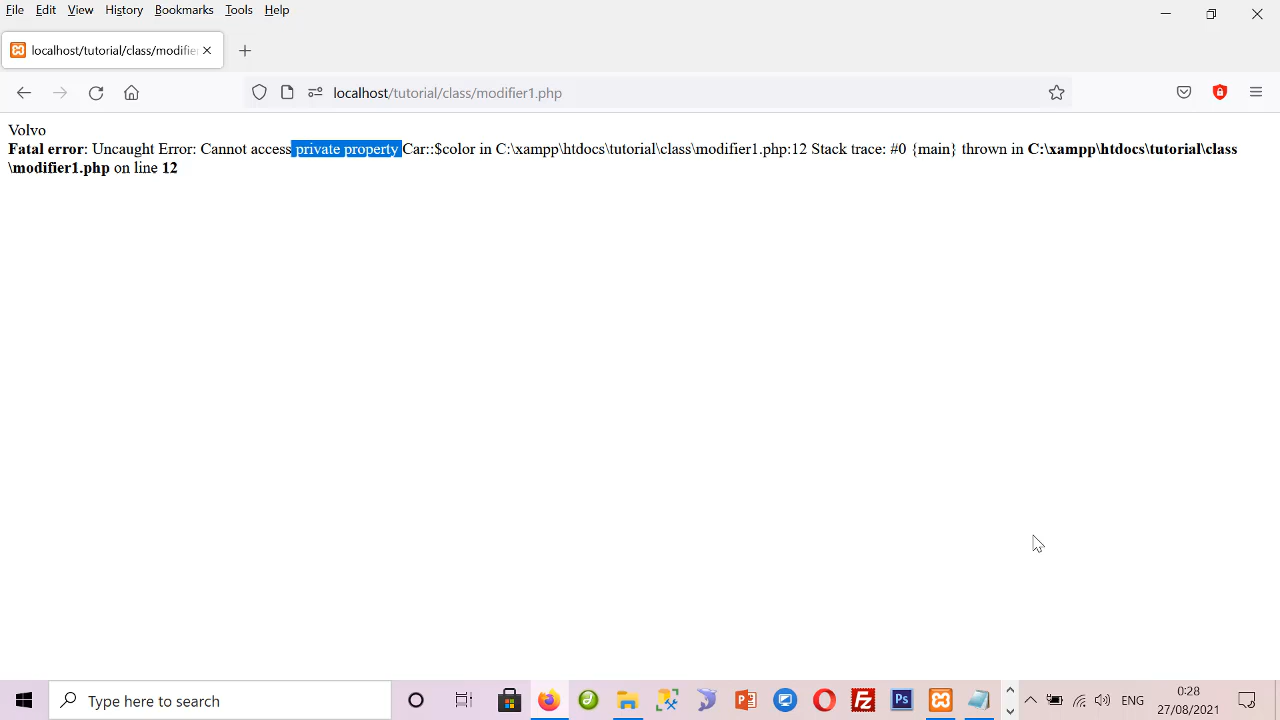 File Edit View History Bookmarks Tools Help
localhost/tutorial/class/modifier
localhost/tutorial/class/modifier1.php
Volvo
Fatal error: Uncaught Error: Cannot access private property Car::$color in C:\xampp\htdocs\tutorial\class\modifier1.php:12 Stack trace: #0 {main} thrown in C:\xampp\htdocs\tutorial\class
\modifier1.php on line 12
Type here to search
ENG
0:28
27/08/2021
Fz
Ps